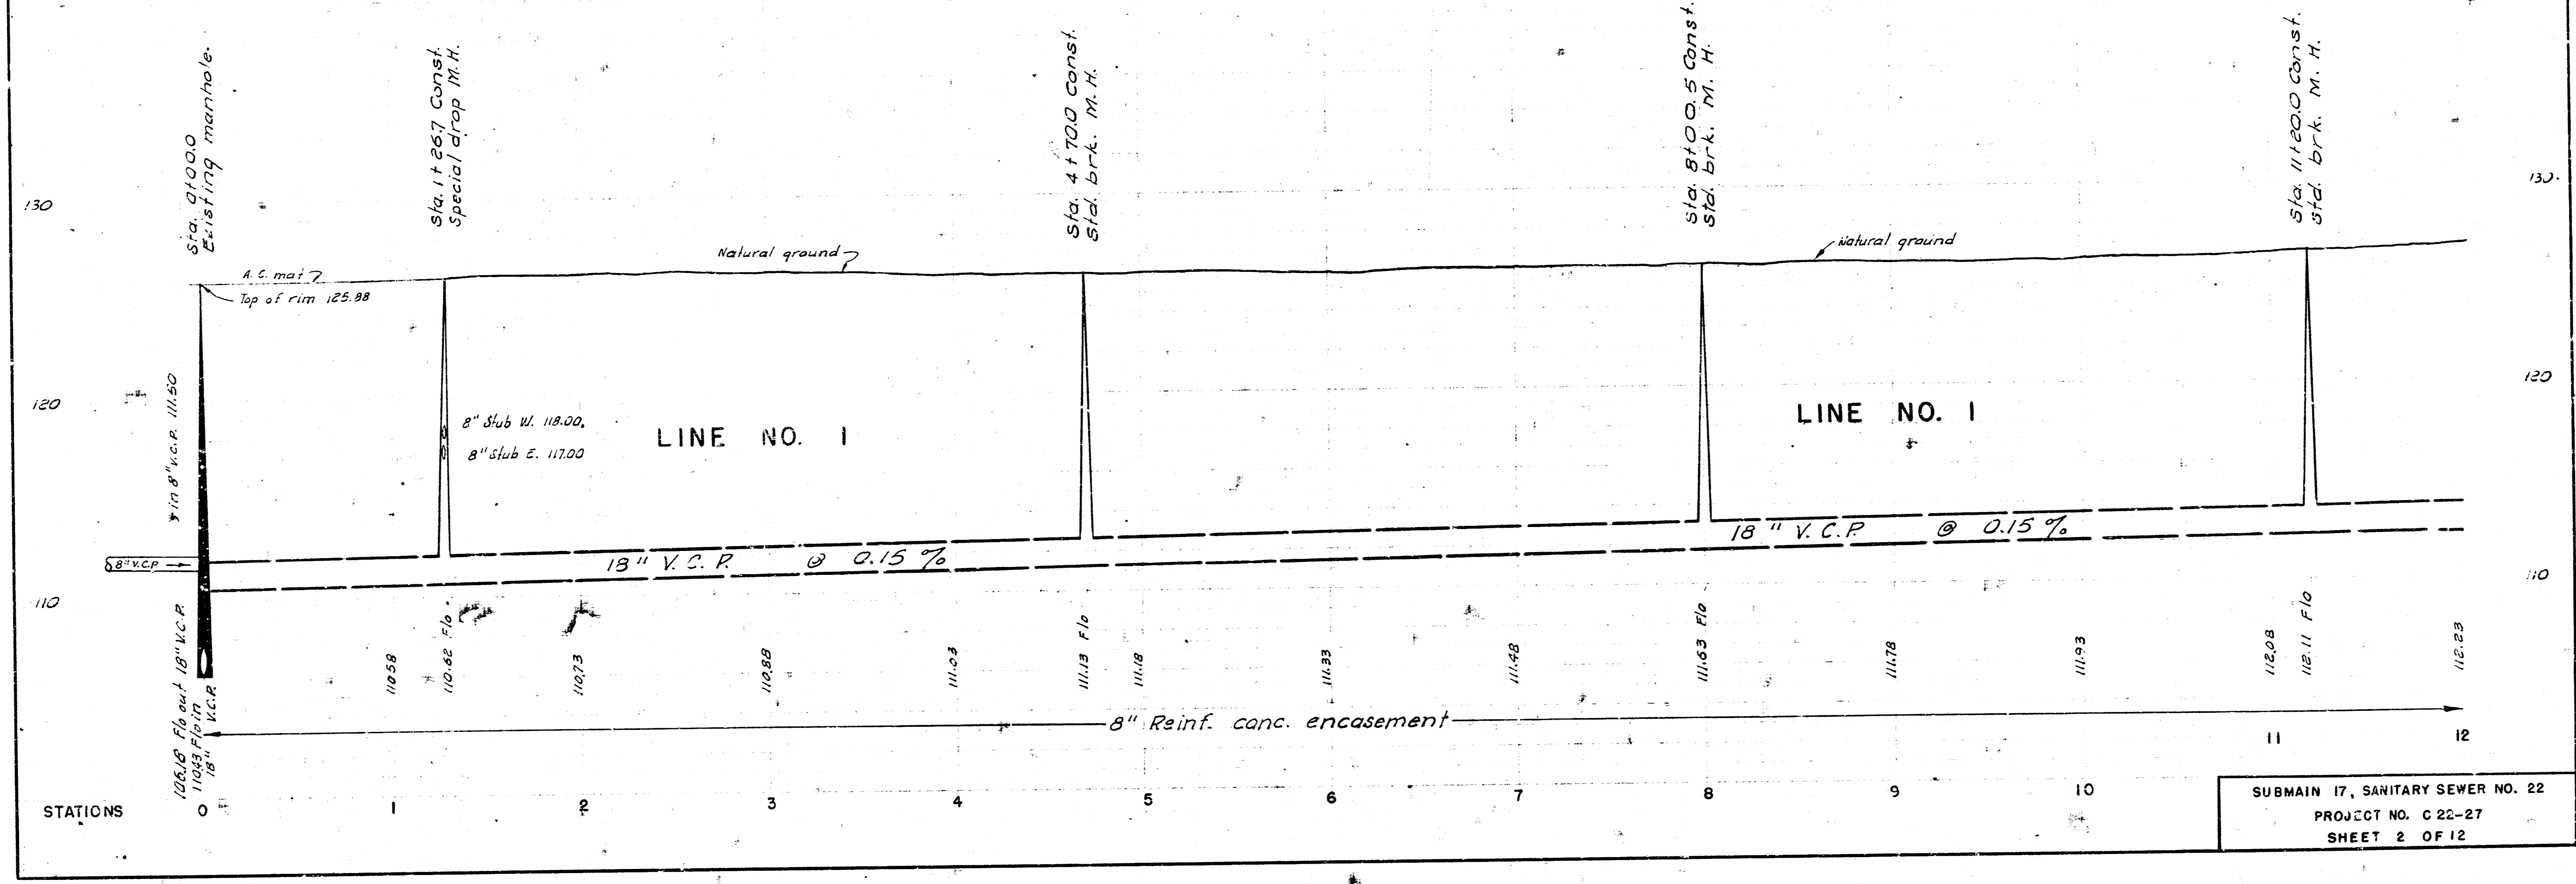 Sta. 0+00.0
Existing manhole.
Sta. 1+26.7 Const.
Special drop M.H.
Sta. 4+70.0 Const.
Std. brk. M.H.
Sta. 8+00.5 Const.
Std. brk. M.H.
Sta. 11+20.0 Const.
Std. brk. M.H.
130
130
Natural ground
Natural ground
A.C. mat
Top of rim 125.88
120
120
in 8" V.C.P. 111.50
8" Stub W. 118.00
8" Stub E. 117.00
LINE NO. 1
LINE NO. 1
18" V.C.P. @ 0.15 %
18" V.C.P. @ 0.15 %
8" V.C.P.
110
110
106.18 Flo out 18" V.C.P.
110.43 Flo in
18" V.C.P.
110.58
110.62 Flo.
110.73
110.88
111.03
111.13 Flo
111.18
111.33
111.48
111.63 Flo
111.78
111.93
112.08
112.11 Flo
112.23
8" Reinf. conc. encasement
STATIONS 0 1 2 3 4 5 6 7 8 9 10 11 12
SUBMAIN 17, SANITARY SEWER NO. 22
PROJECT NO. C 22-27
SHEET 2 OF 12